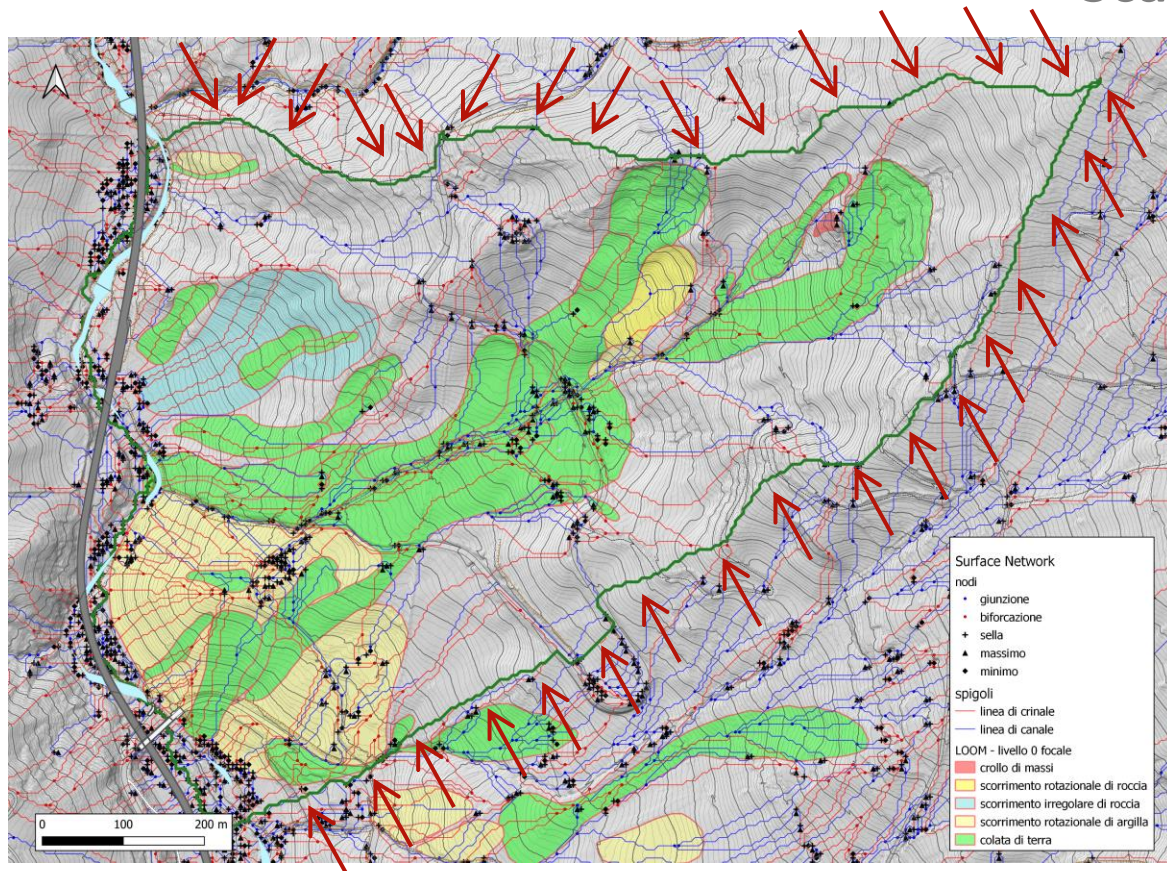 Surface Network
nodi
giunzione
biforcazione
sella
massimo
minimo
spigoli
linea di crinale
linea di canale
LOOM - livello 0 focale
crollo di massi
scorrimento rotazionale di roccia
scorrimento irregolare di roccia
scorrimento rotazionale di argilla
colata di terra
0 100 200 m